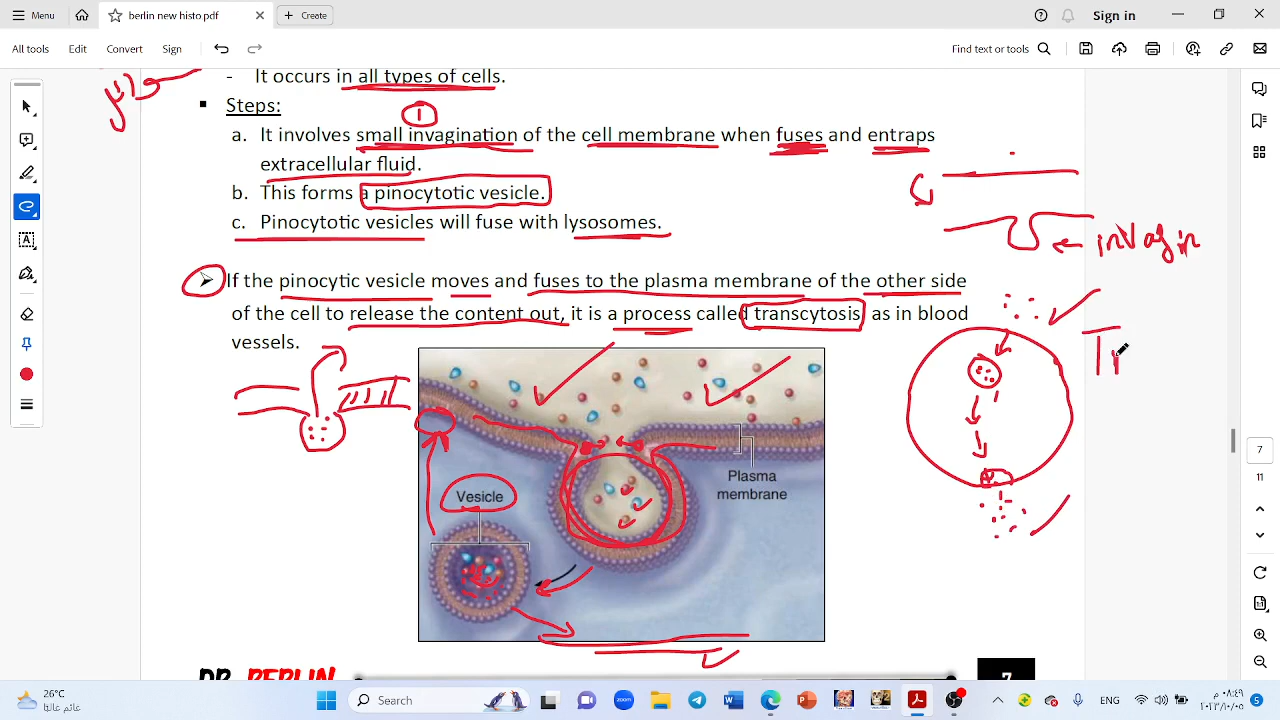 Menu
berlin new histo pdf
Create
Sign in
All tools
Edit
Convert
Sign
Find text or tools
- It occurs in all types of cells.
Steps:
1
a. It involves small invagination of the cell membrane when fuses and entraps
extracellular fluid.
b. This forms a pinocytotic vesicle.
c. Pinocytotic vesicles will fuse with lysosomes.
invagin
If the pinocytic vesicle moves and fuses to the plasma membrane of the other side
of the cell to release the content out, it is a process called transcytosis as in blood
vessels.
Tr
Plasma
membrane
Vesicle
DR. BERLIN
7
7
11
26°C
Search
zoom
5